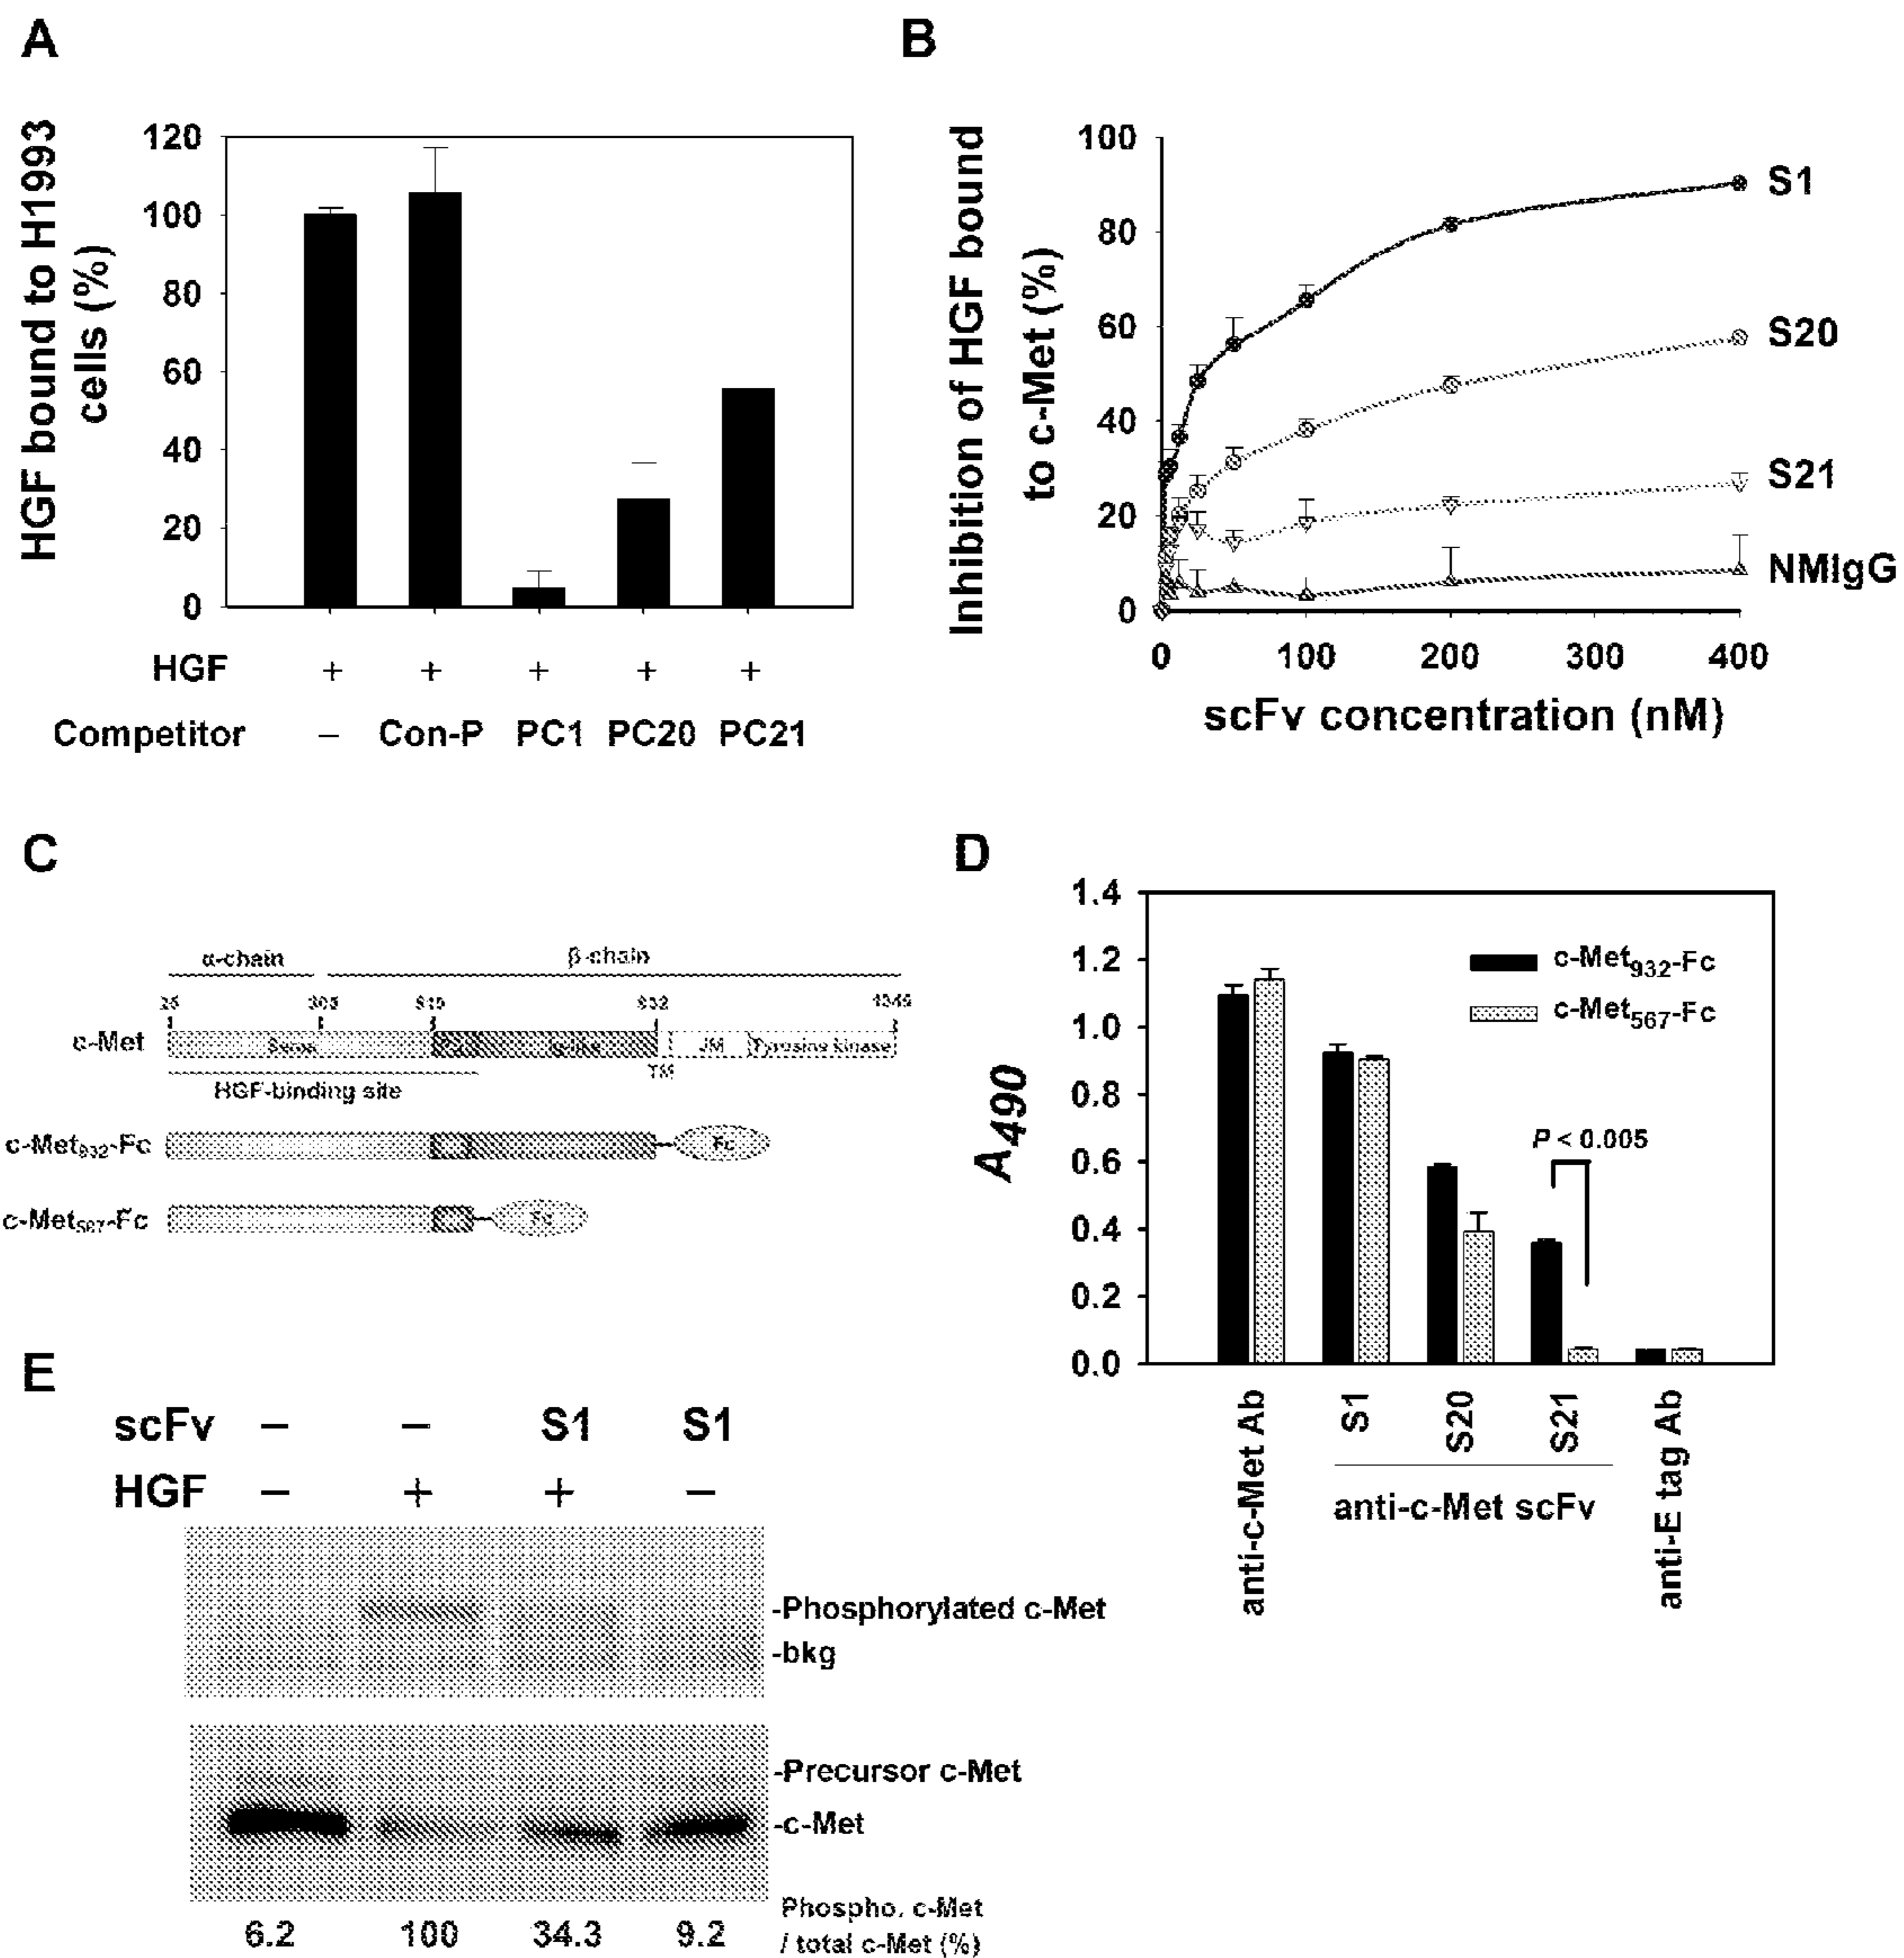 A
HGF bound to H1993
cells (%)
120
100
80
60
40
20
0
HGF + + + + +
Competitor – Con-P PC1 PC20 PC21
B
Inhibition of HGF bound
to c-Met (%)
100
80
60
40
20
0
0 100 200 300 400
scFv concentration (nM)
S1
S20
S21
NMIgG
C
α-chain β-chain
c-Met
JM Tyrosine kinase
TM
HGF-binding site
c-Met932-Fc Fc
c-Met567-Fc Fc
D
A490
1.4
1.2
1.0
0.8
0.6
0.4
0.2
0.0
c-Met932-Fc
c-Met567-Fc
P < 0.005
anti-c-Met Ab
S1
S20
S21
anti-E tag Ab
anti-c-Met scFv
E
scFv – – S1 S1
HGF – + + –
-Phosphorylated c-Met
-bkg
-Precursor c-Met
-c-Met
6.2 100 34.3 9.2
Phospho. c-Met
/ total c-Met (%)